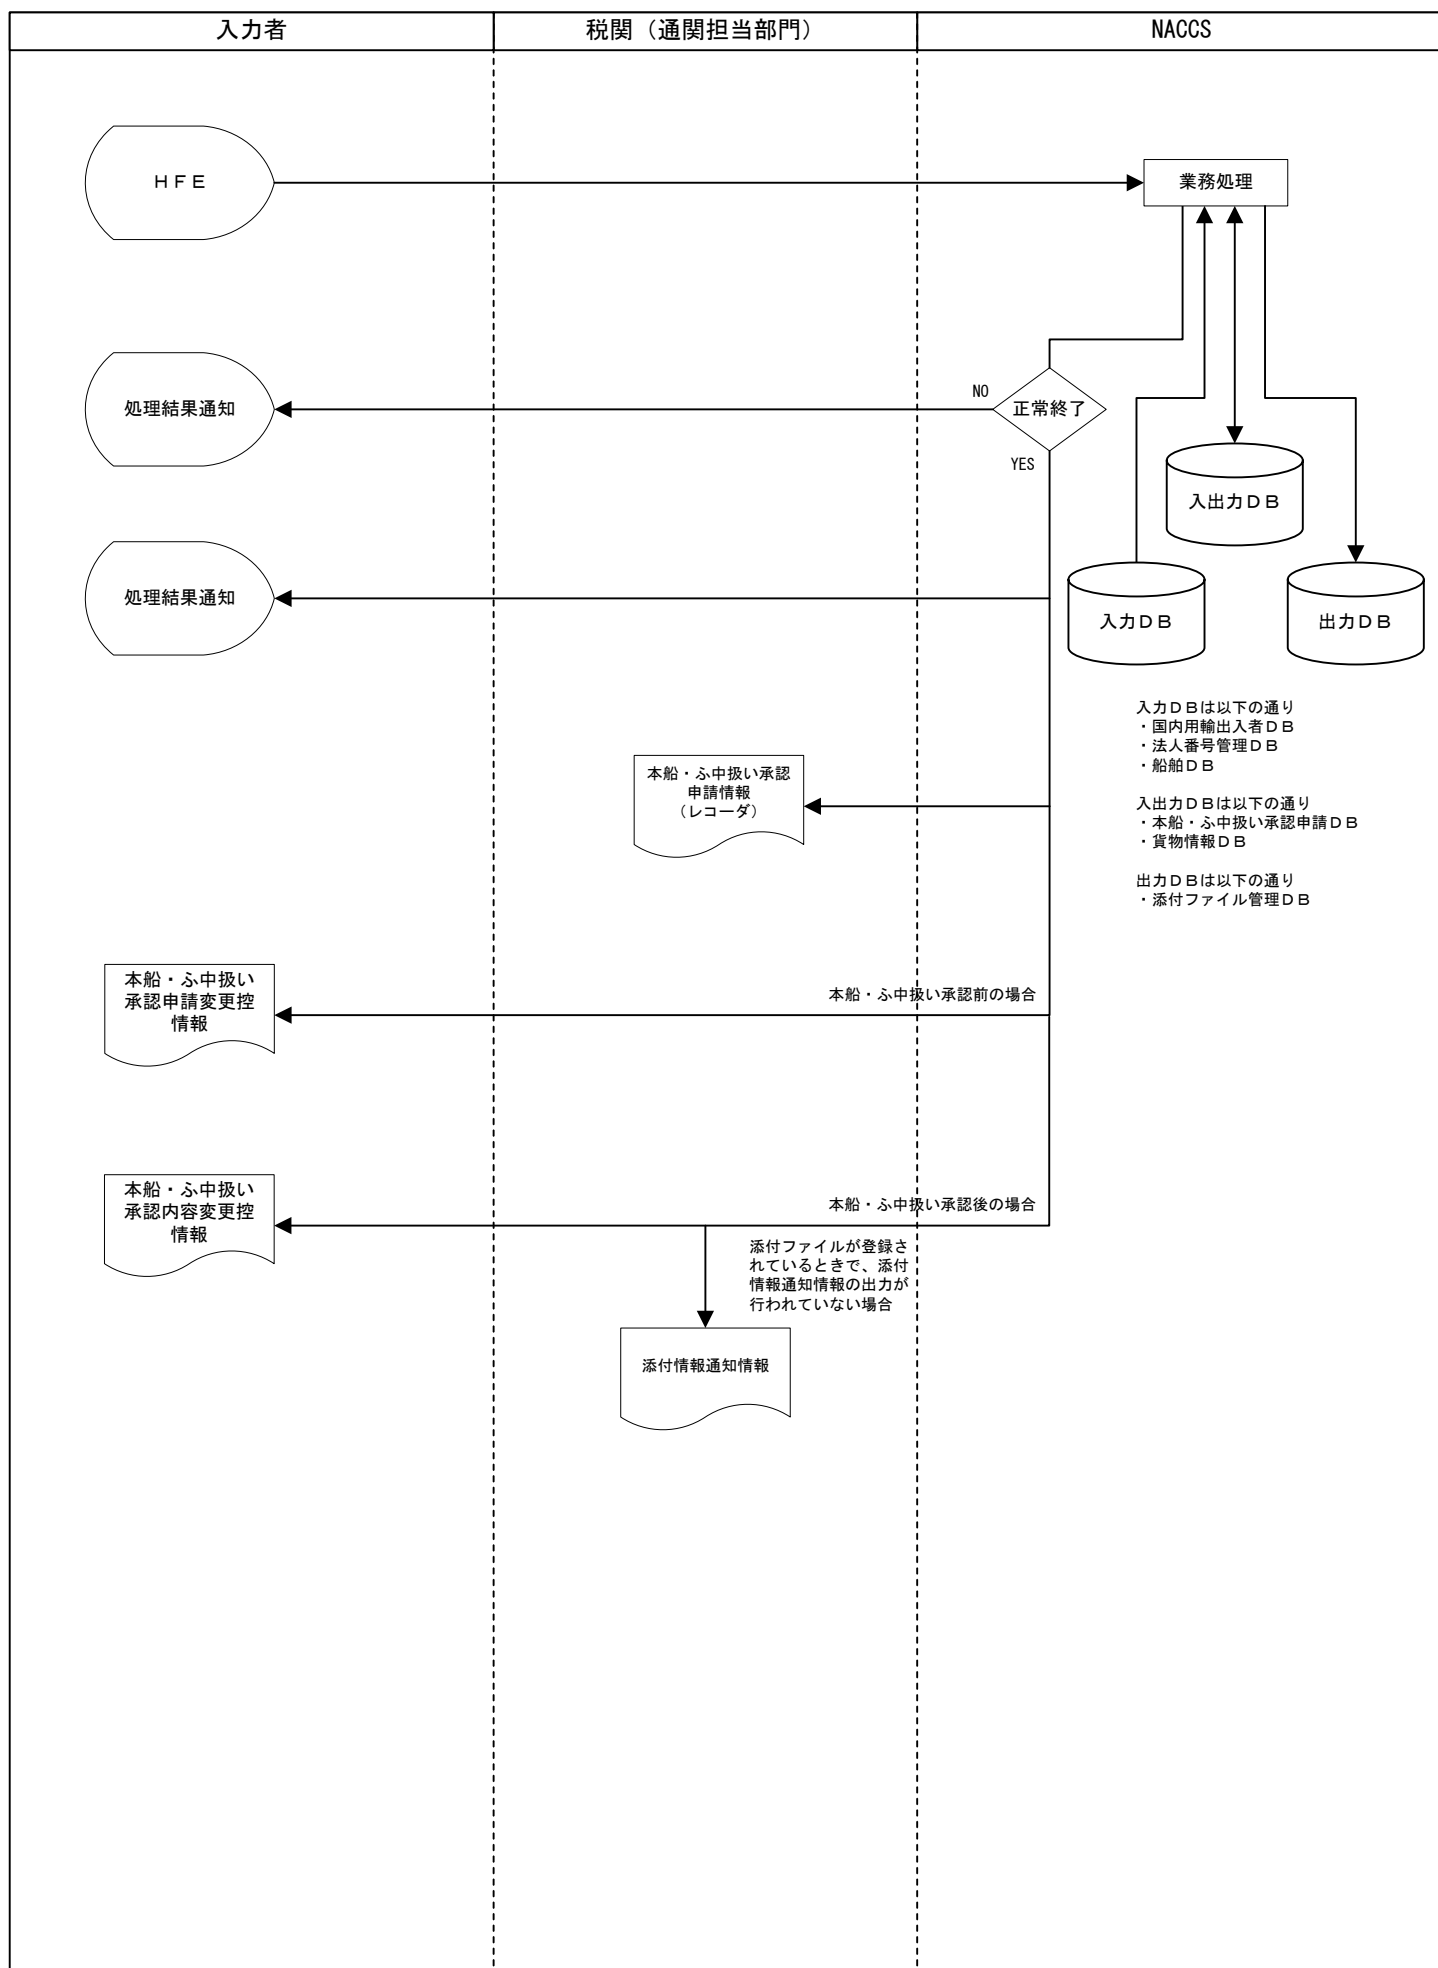 入力者
税関（通関担当部門）
NACCS
ＨＦＥ
業務処理
処理結果通知
NO
正常終了
YES
入出力ＤＢ
処理結果通知
入力ＤＢ
出力ＤＢ
入力ＤＢは以下の通り
・国内用輸出入者ＤＢ
・法人番号管理ＤＢ
・船舶ＤＢ
入出力ＤＢは以下の通り
・本船・ふ中扱い承認申請ＤＢ
・貨物情報ＤＢ
出力ＤＢは以下の通り
・添付ファイル管理ＤＢ
本船・ふ中扱い承認
申請情報
（レコーダ）
本船・ふ中扱い
承認申請変更控
情報
本船・ふ中扱い承認前の場合
本船・ふ中扱い
承認内容変更控
情報
本船・ふ中扱い承認後の場合
添付ファイルが登録さ
れているときで、添付
情報通知情報の出力が
行われていない場合
添付情報通知情報